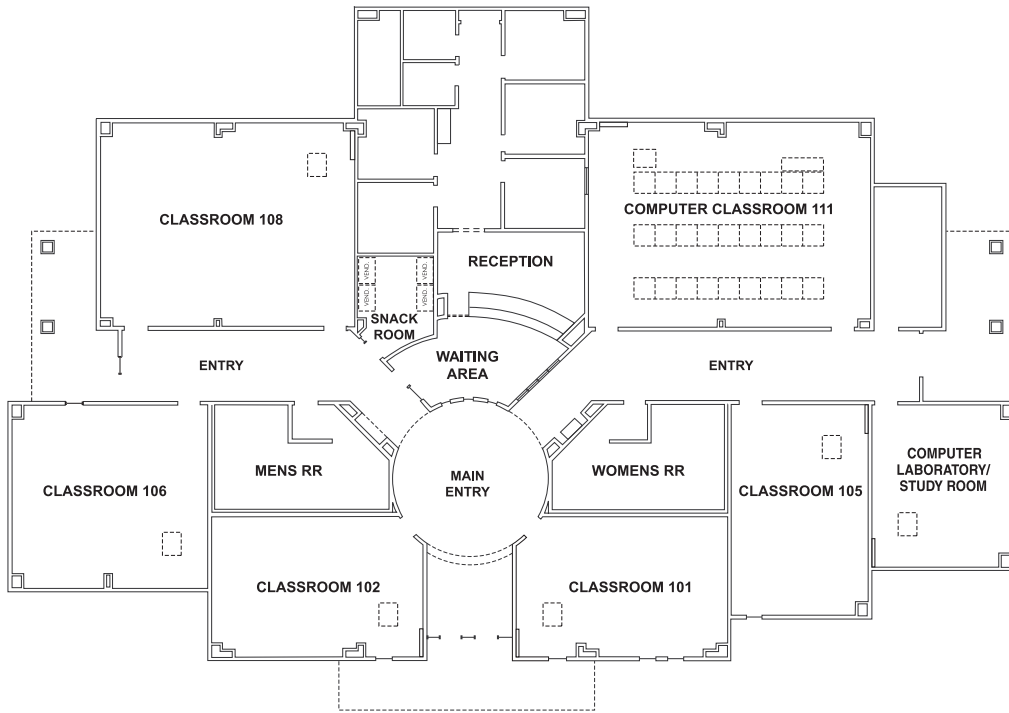 CLASSROOM 108
COMPUTER CLASSROOM 111
RECEPTION
VEND.
VEND.
VEND.
VEND.
SNACK
ROOM
WAITING
AREA
ENTRY
ENTRY
MENS RR
MAIN
ENTRY
WOMENS RR
COMPUTER
LABORATORY/
STUDY ROOM
CLASSROOM 106
CLASSROOM 105
CLASSROOM 102
CLASSROOM 101